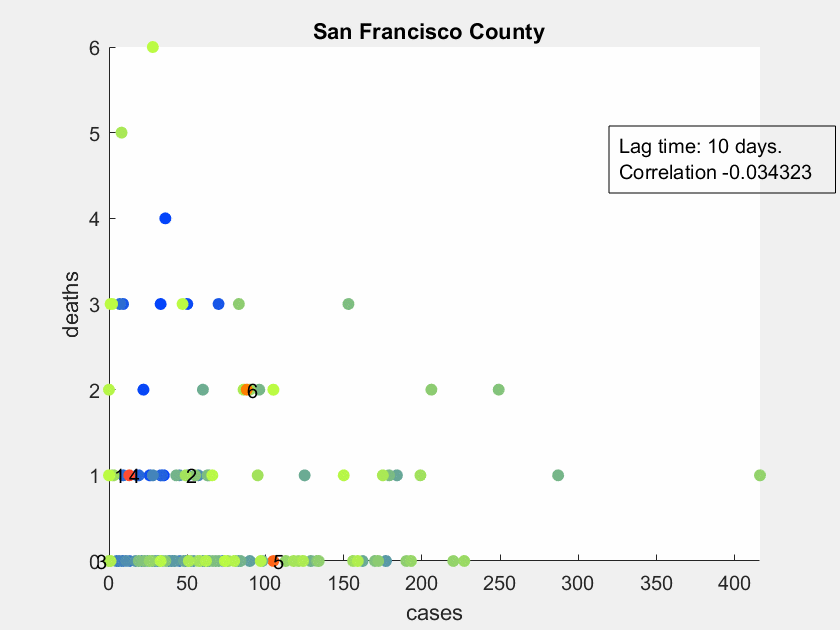 San Francisco County
6
5
4
3
2
1
0
deaths
Lag time: 10 days.
Correlation -0.034323
6
1 4 2
3 5
0 50 100 150 200 250 300 350 400
cases